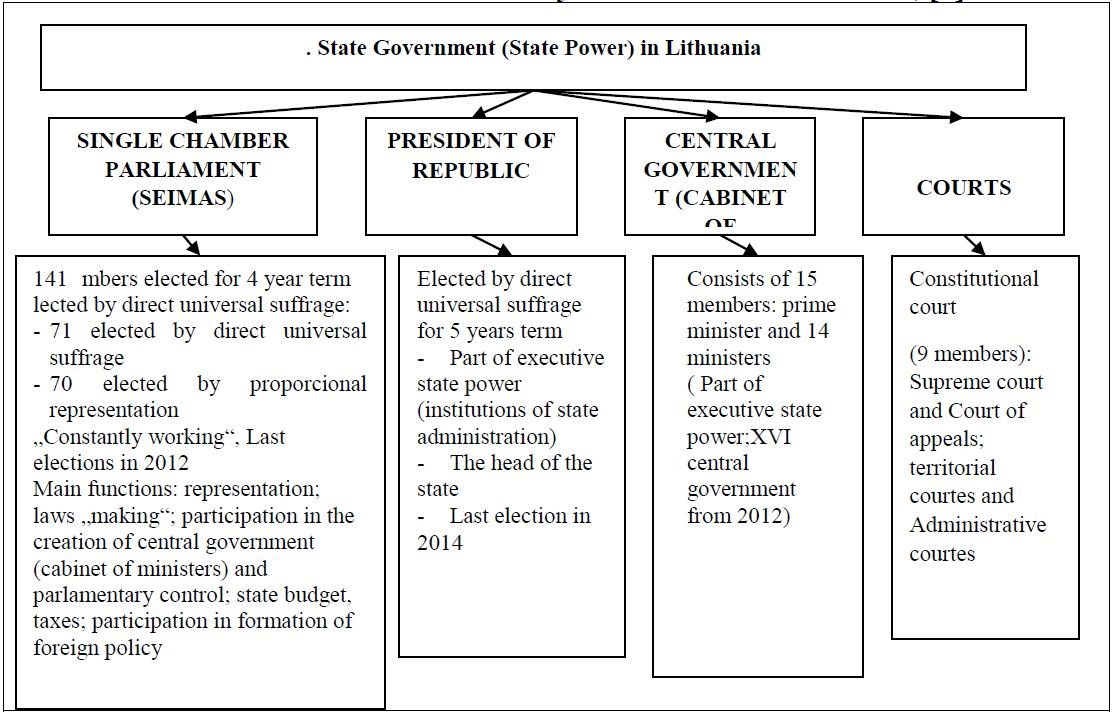 . State Government (State Power) in Lithuania
SINGLE CHAMBER
PARLIAMENT
(SEIMAS)
PRESIDENT OF
REPUBLIC
CENTRAL
GOVERNMEN
T (CABINET
OF
COURTS
141 mbers elected for 4 year term
lected by direct universal suffrage:
- 71 elected by direct universal
suffrage
- 70 elected by proporcional
representation
„Constantly working“, Last
elections in 2012
Main functions: representation;
laws „making“; participation in the
creation of central government
(cabinet of ministers) and
parlamentary control; state budget,
taxes; participation in formation of
foreign policy
Elected by direct
universal suffrage
for 5 years term
- Part of executive
state power
(institutions of state
administration)
- The head of the
state
- Last election in
2014
Consists of 15
members: prime
minister and 14
ministers
( Part of
executive state
power;XVI
central
government
from 2012)
Constitutional
court
(9 members):
Supreme court
and Court of
appeals;
territorial
courtes and
Administrative
courtes